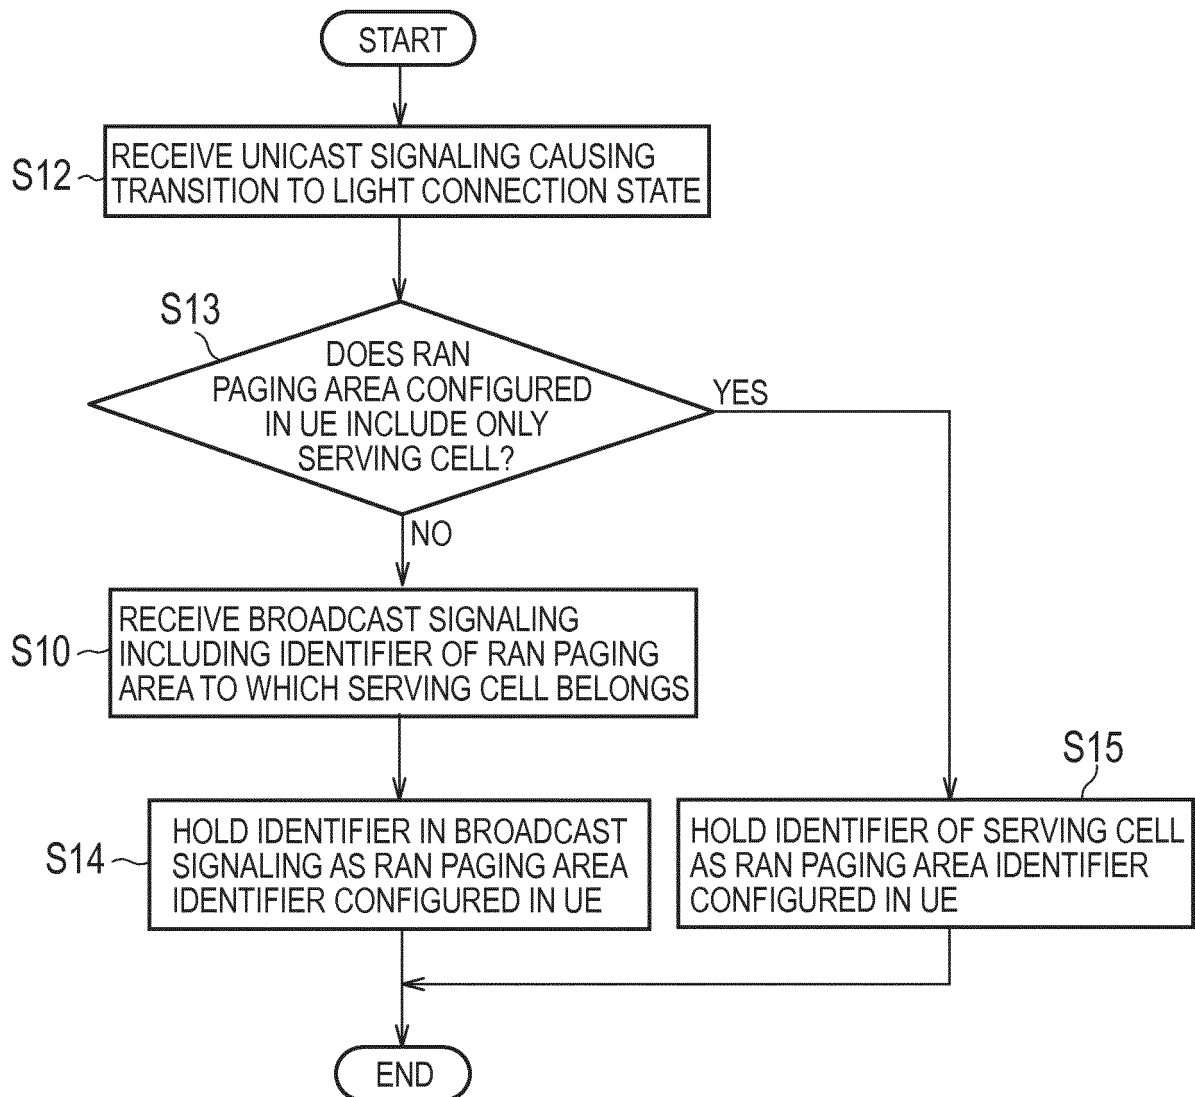 START
S12
RECEIVE UNICAST SIGNALING CAUSING
TRANSITION TO LIGHT CONNECTION STATE
S13
DOES RAN
PAGING AREA CONFIGURED
IN UE INCLUDE ONLY
SERVING CELL?
YES
NO
S10
RECEIVE BROADCAST SIGNALING
INCLUDING IDENTIFIER OF RAN PAGING
AREA TO WHICH SERVING CELL BELONGS
S14
HOLD IDENTIFIER IN BROADCAST
SIGNALING AS RAN PAGING AREA
IDENTIFIER CONFIGURED IN UE
S15
HOLD IDENTIFIER OF SERVING CELL
AS RAN PAGING AREA IDENTIFIER
CONFIGURED IN UE
END